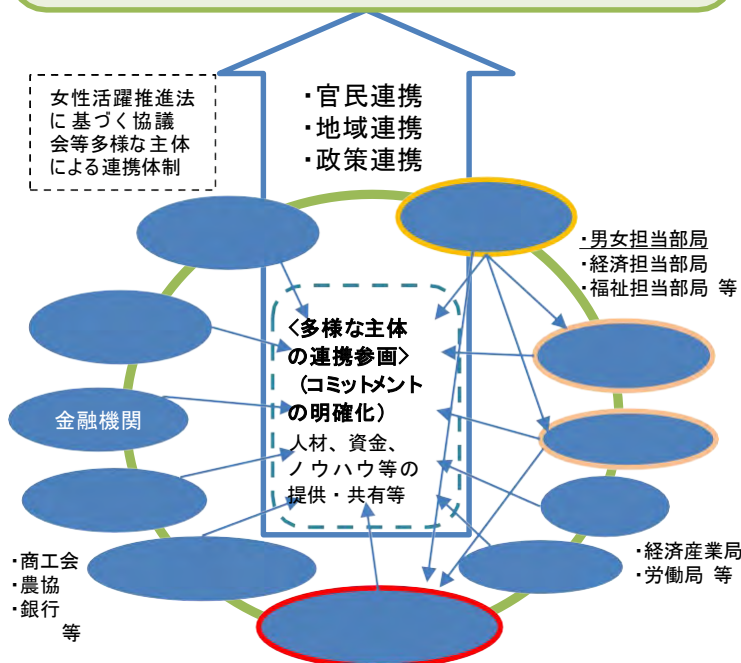 女性活躍推進法
に基づく協議
会等多様な主体
による連携体制
・官民連携
・地域連携
・政策連携
・男女担当部局
・経済担当部局
・福祉担当部局 等
<多様な主体
の連携参画>
(コミットメント
の明確化)
人材、資金、
ノウハウ等の
提供・共有等
金融機関
・商工会
・農協
・銀行
等
・経済産業局
・労働局 等